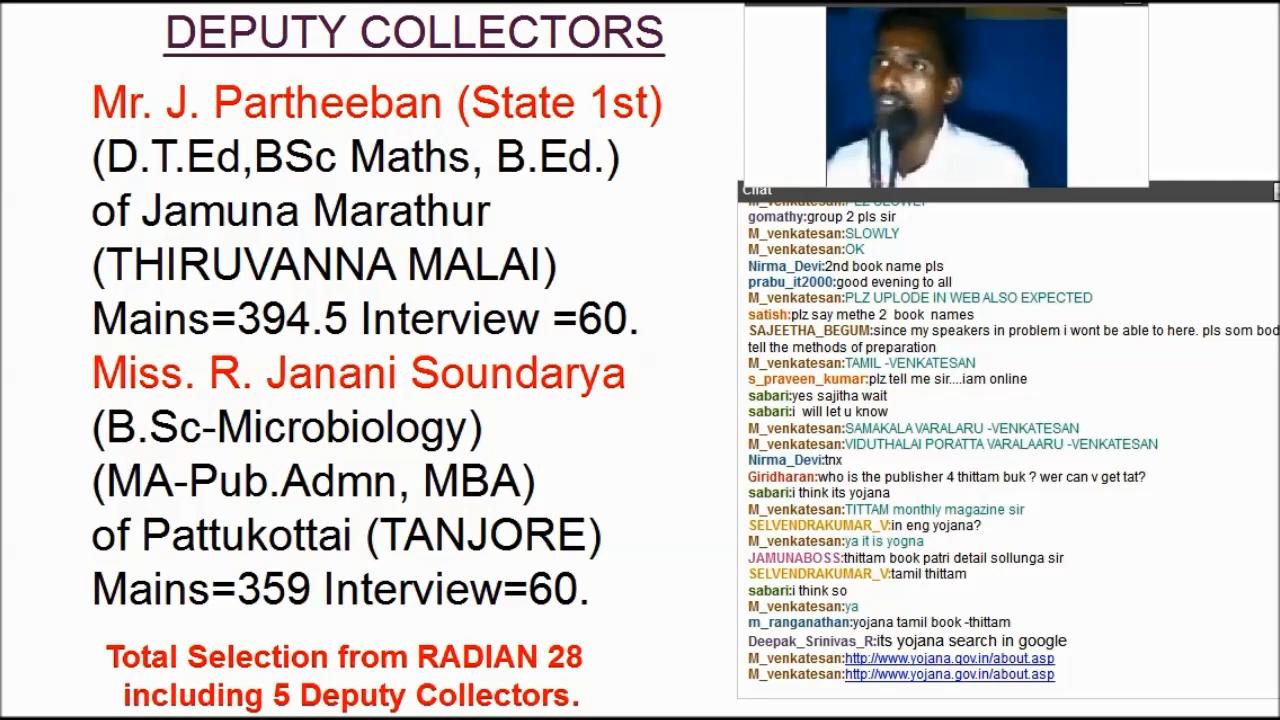 DEPUTY COLLECTORS
Mr. J. Partheeban (State 1st)
(D.T.Ed,BSc Maths, B.Ed.)
of Jamuna Marathur
(THIRUVANNA MALAI)
Mains=394.5 Interview =60.
Miss. R. Janani Soundarya
(B.Sc-Microbiology)
(MA-Pub.Admn, MBA)
of Pattukottai (TANJORE)
Mains=359 Interview=60.
Total Selection from RADIAN 28
including 5 Deputy Collectors.
Chat
M_venkatesan:PLZ SLOWLY
gomathy:group 2 pls sir
M_venkatesan:SLOWLY
M_venkatesan:OK
Nirma_Devi:2nd book name pls
prabu_it2000:good evening to all
M_venkatesan:PLZ UPLODE IN WEB ALSO EXPECTED
satish:plz say methe 2 book names
SAJEETHA_BEGUM:since my speakers in problem i wont be able to here. pls som bod
tell the methods of preparation
M_venkatesan:TAMIL -VENKATESAN
s_praveen_kumar:plz tell me sir....iam online
sabari:yes sajitha wait
sabari:i will let u know
M_venkatesan:SAMAKALA VARALARU -VENKATESAN
M_venkatesan:VIDUTHALAI PORATTA VARALAARU -VENKATESAN
Nirma_Devi:tnx
Giridharan:who is the publisher 4 thittam buk ? wer can v get tat?
sabari:i think its yojana
M_venkatesan:TITTAM monthly magazine sir
SELVENDRAKUMAR_V:in eng yojana?
M_venkatesan:ya it is yogna
JAMUNABOSS:thittam book patri detail sollunga sir
SELVENDRAKUMAR_V:tamil thittam
sabari:i think so
M_venkatesan:ya
m_ranganathan:yojana tamil book -thittam
Deepak_Srinivas_R:its yojana search in google
M_venkatesan:http://www.yojana.gov.in/about.asp
M_venkatesan:http://www.yojana.gov.in/about.asp